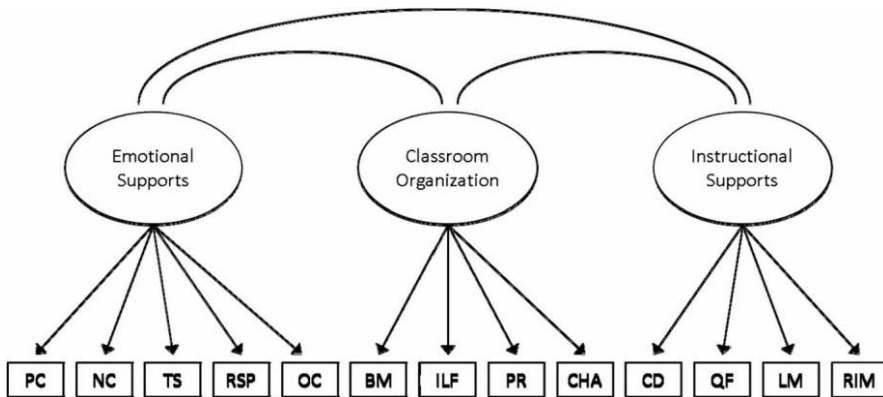 Emotional
Supports
Classroom
Organization
Instructional
Supports
PC NC TS RSP OC BM ILF PR CHA CD QF LM RIM